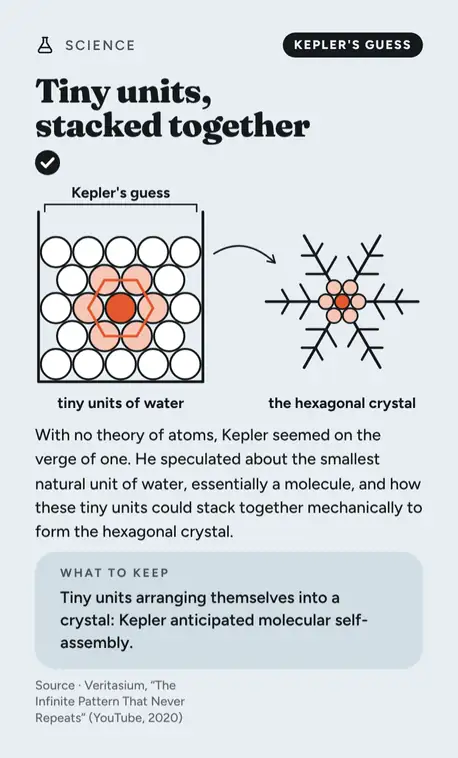 SCIENCE
KEPLER'S GUESS
Tiny units,
stacked together
Kepler's guess
tiny units of water
the hexagonal crystal
With no theory of atoms, Kepler seemed on the
verge of one. He speculated about the smallest
natural unit of water, essentially a molecule, and how
these tiny units could stack together mechanically to
form the hexagonal crystal.
WHAT TO KEEP
Tiny units arranging themselves into a
crystal: Kepler anticipated molecular self-
assembly.
Source · Veritasium, “The
Infinite Pattern That Never
Repeats” (YouTube, 2020)